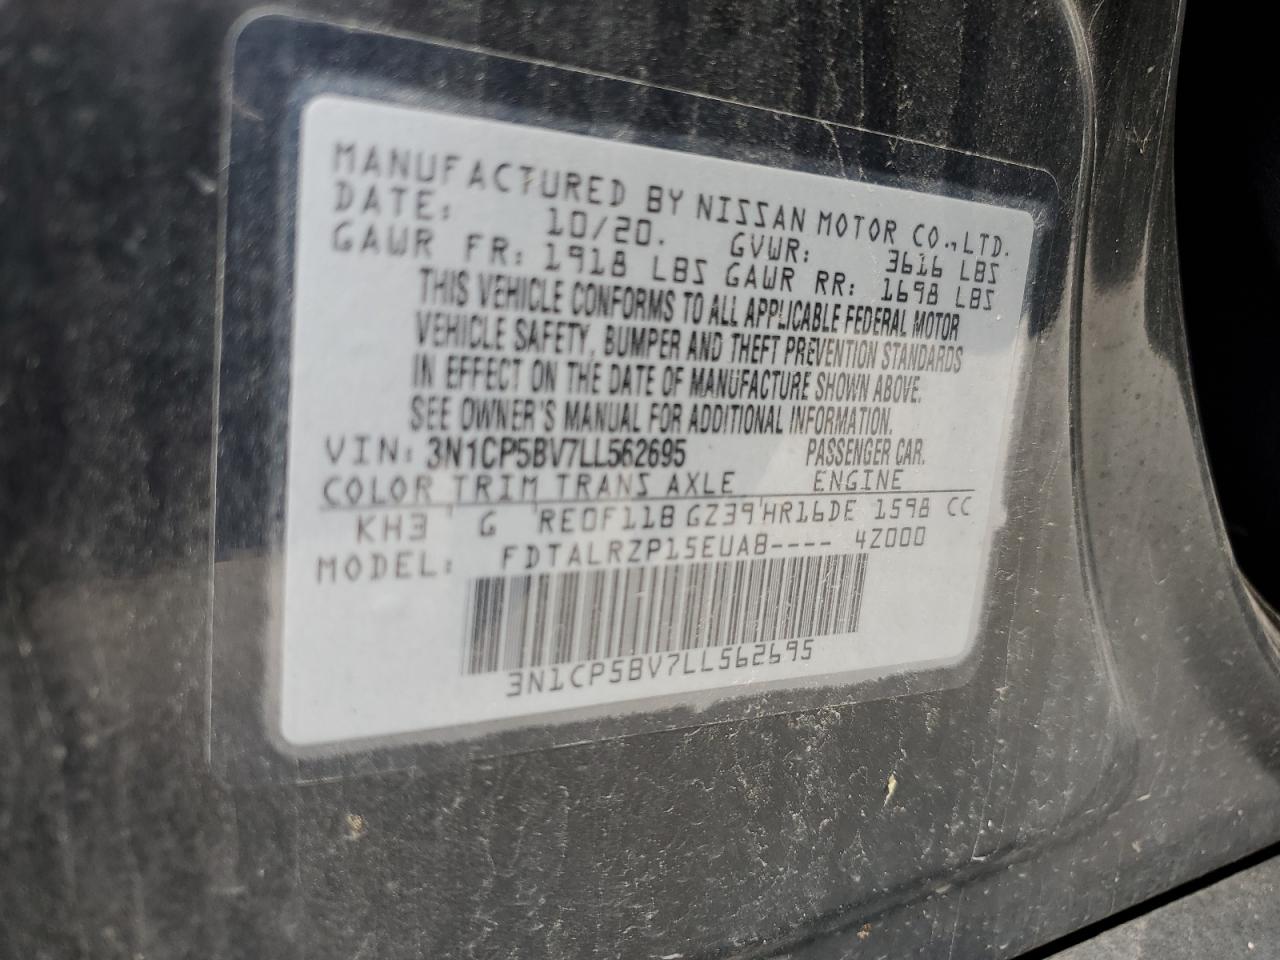 MANUFACTURED BY NISSAN MOTOR CO.,LTD.
DATE: 10/20. GVWR: 3616 LBS
GAWR FR: 1918 LBS GAWR RR: 1698 LBS
THIS VEHICLE CONFORMS TO ALL APPLICABLE FEDERAL MOTOR
VEHICLE SAFETY, BUMPER AND THEFT PREVENTION STANDARDS
IN EFFECT ON THE DATE OF MANUFACTURE SHOWN ABOVE.
SEE OWNER'S MANUAL FOR ADDITIONAL INFORMATION.
VIN: 3N1CP5BV7LL562695 PASSENGER CAR.
COLOR TRIM TRANS AXLE ENGINE
KH3 ' G 'RE0F11B GZ39'HR16DE 1598 CC
MODEL: FDTALRZP15EUAB---- 4Z000
3N1CP5BV7LL562695